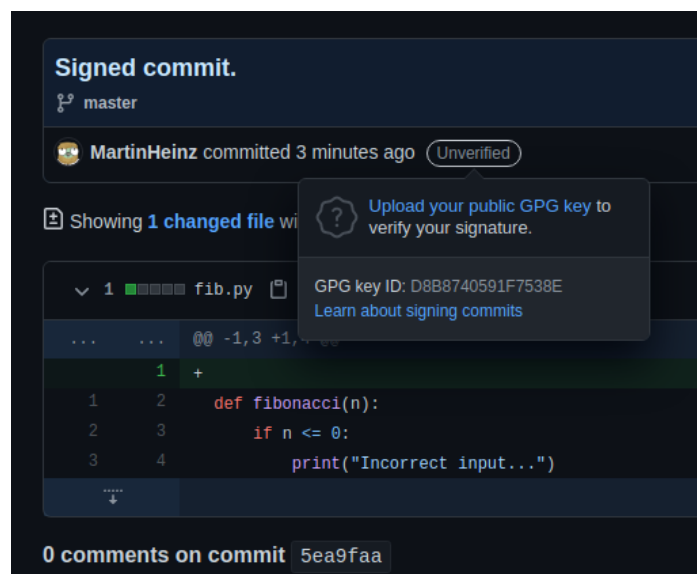 Signed commit.
master
MartinHeinz committed 3 minutes ago Unverified
Upload your public GPG key to
verify your signature.
Showing 1 changed file
GPG key ID: D8B8740591F7538E
Learn about signing commits
1 fib.py
... ... @@ -1,3 +1,
1 +
1 2 def fibonacci(n):
2 3 if n <= 0:
3 4 print("Incorrect input...")
0 comments on commit 5ea9faa